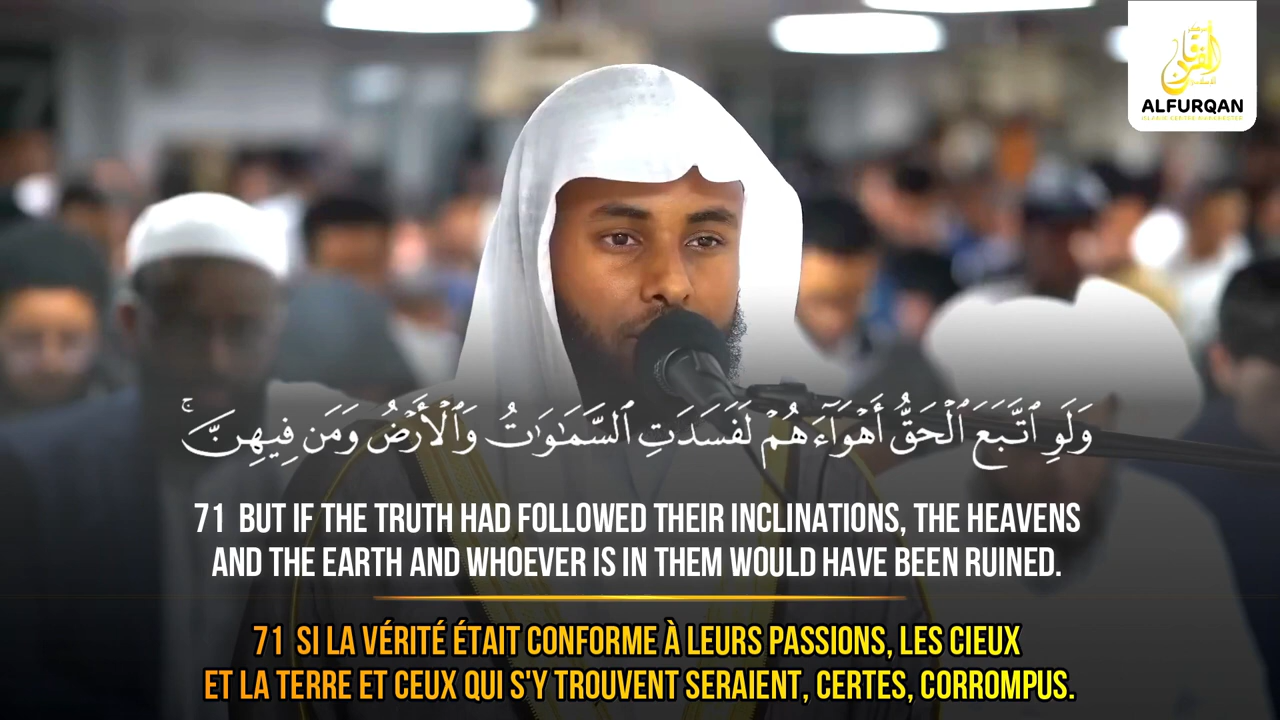 ALFURQAN
وَلَوِ ٱتَّبَعَ ٱلْحَقُّ أَهْوَآءَهُمْ لَفَسَدَتِ ٱلسَّمَٰوَٰتُ وَٱلْأَرْضُ وَمَن فِيهِنَّ ۚ
71 BUT IF THE TRUTH HAD FOLLOWED THEIR INCLINATIONS, THE HEAVENS
AND THE EARTH AND WHOEVER IS IN THEM WOULD HAVE BEEN RUINED.
71 SI LA VÉRITÉ ÉTAIT CONFORME À LEURS PASSIONS, LES CIEUX
ET LA TERRE ET CEUX QUI S'Y TROUVENT SERAIENT, CERTES, CORROMPUS.